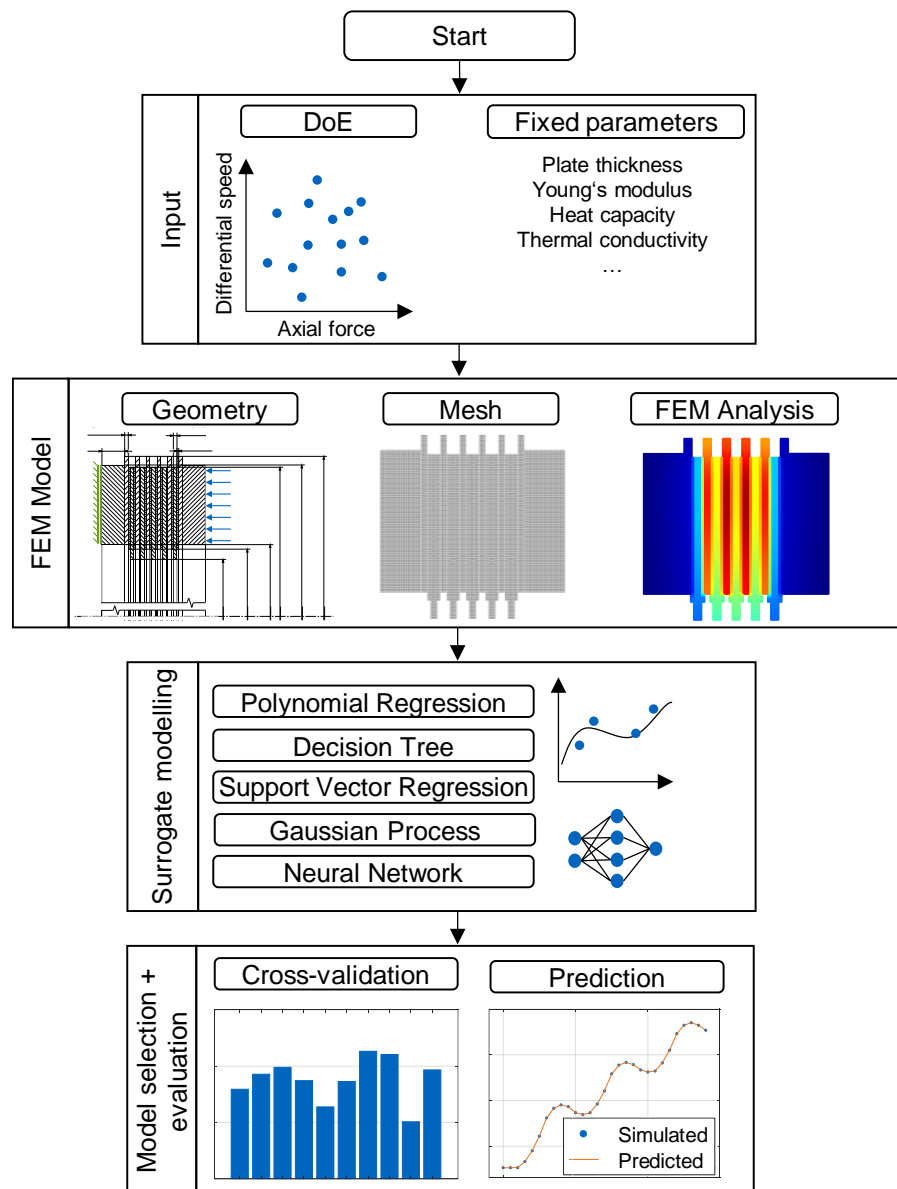 Start
Input
DoE
Differential speed
Axial force
Fixed parameters
Plate thickness
Young‘s modulus
Heat capacity
Thermal conductivity
…
FEM Model
Geometry
Mesh
FEM Analysis
Surrogate modelling
Polynomial Regression
Decision Tree
Support Vector Regression
Gaussian Process
Neural Network
Model selection +
evaluation
Cross-validation
Prediction
Simulated
Predicted